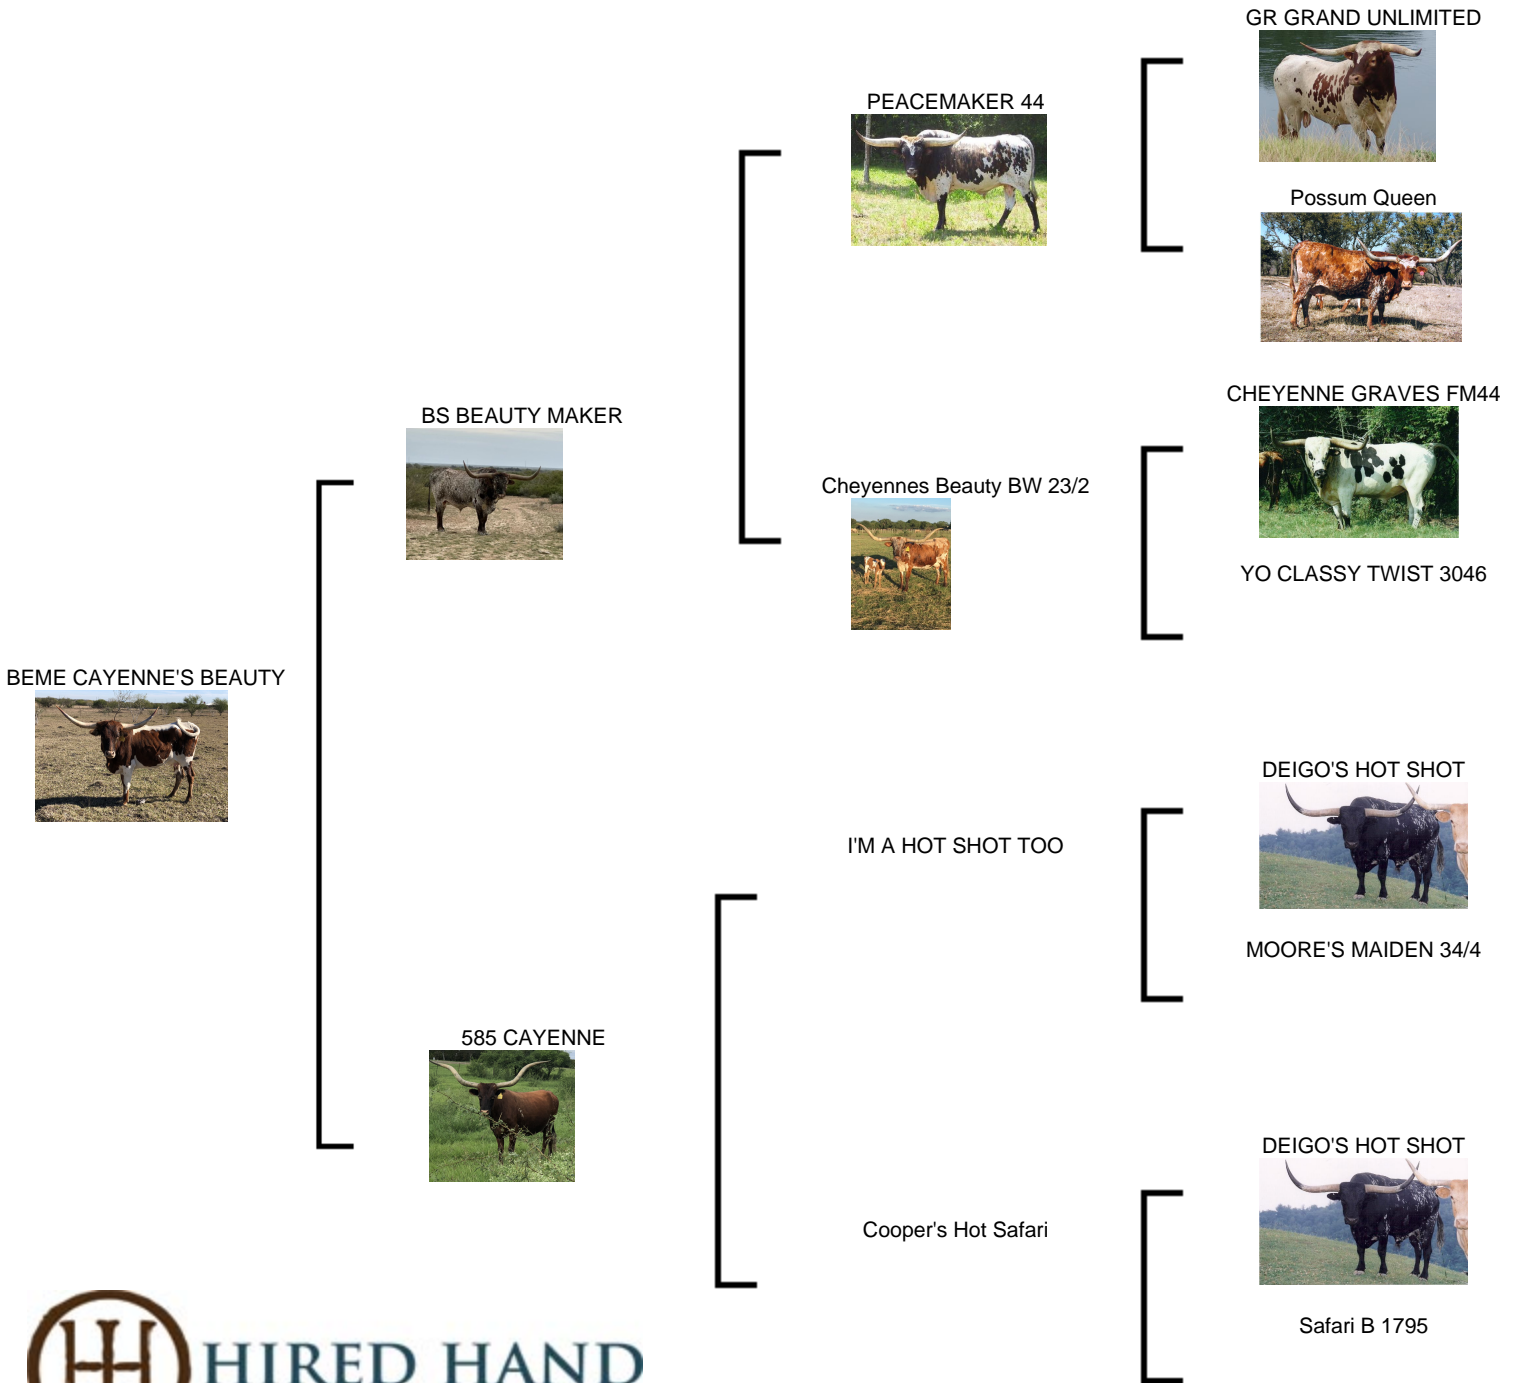 GR GRAND UNLIMITED
PEACEMAKER 44
Possum Queen
BS BEAUTY MAKER
CHEYENNE GRAVES FM44
Cheyennes Beauty BW 23/2
YO CLASSY TWIST 3046
BEME CAYENNE'S BEAUTY
DEIGO'S HOT SHOT
I'M A HOT SHOT TOO
MOORE'S MAIDEN 34/4
585 CAYENNE
DEIGO'S HOT SHOT
Cooper's Hot Safari
Safari B 1795
HIRED HAND